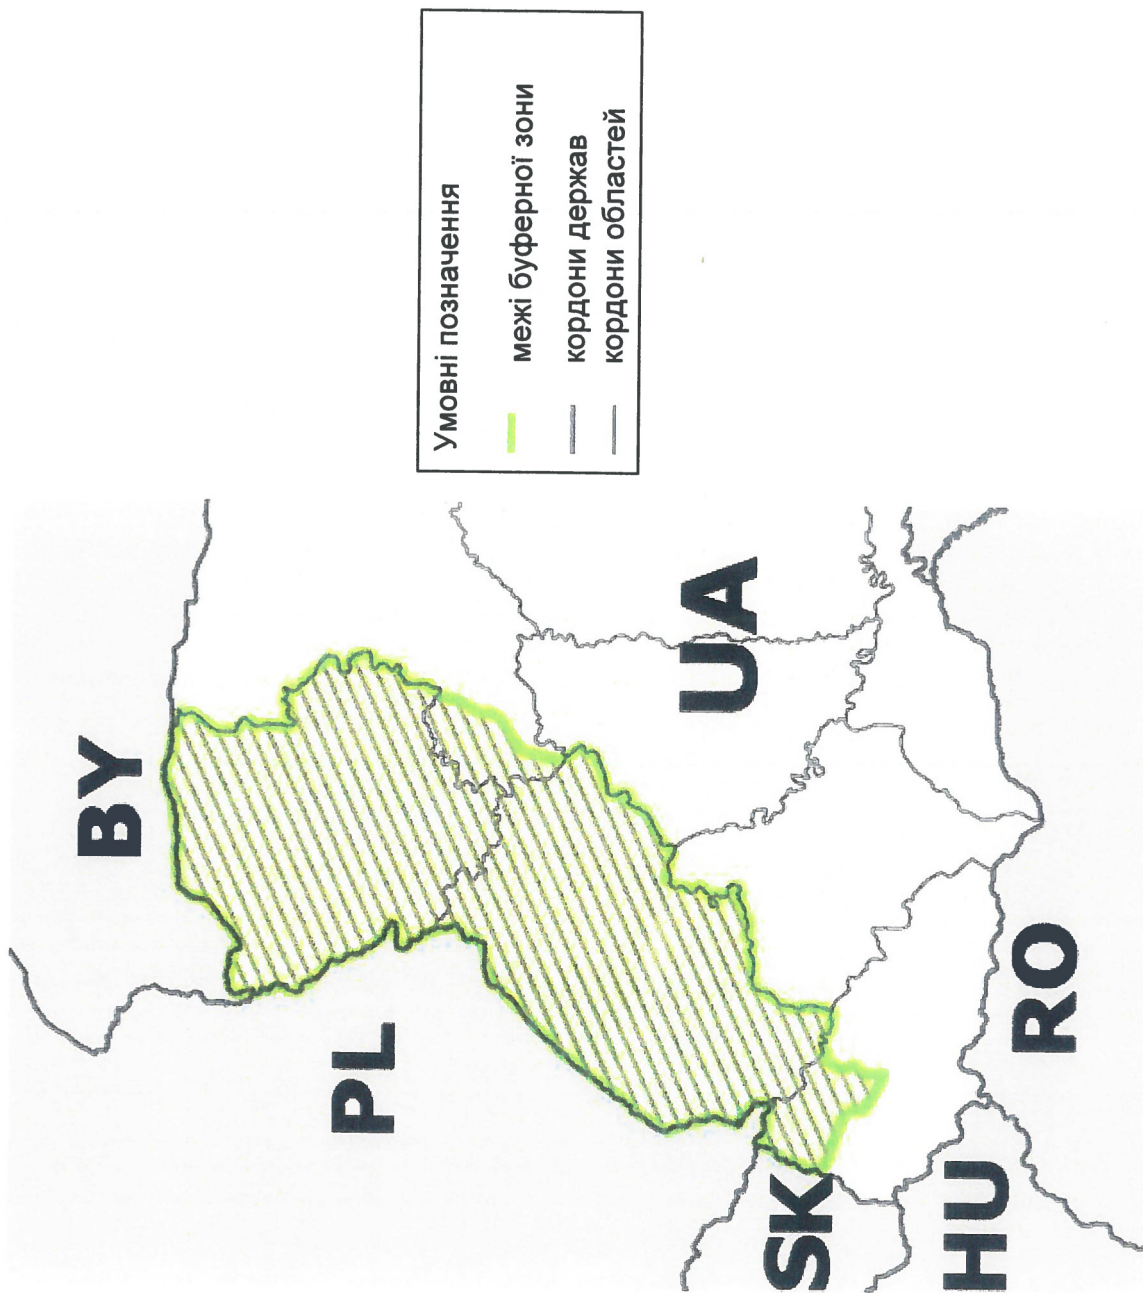 BY
PL
UA
SK
HU
RO
Умовні позначення
межі буферної зони
кордони держав
кордони областей